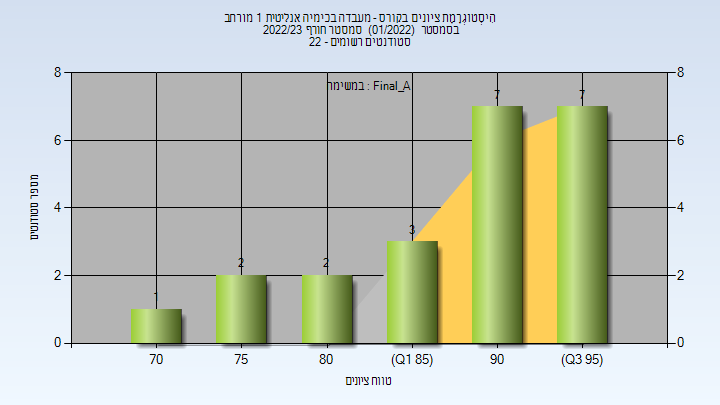 הִיסְטוֹגְרַמַת ציונים בקורס - מעבדה בכימיה אנליטית 1 מורחב
בסמסטר (01/2022) סמסטר חורף 2022/23
סטודנטים רשומים - 22
במשימה : Final_A
8 8
6 6
4 4
2 2
0 0
1 2 2 3 7 7
70 75 80 (Q1 85) 90 (Q3 95)
מספר סטודנטים
טווח ציונים